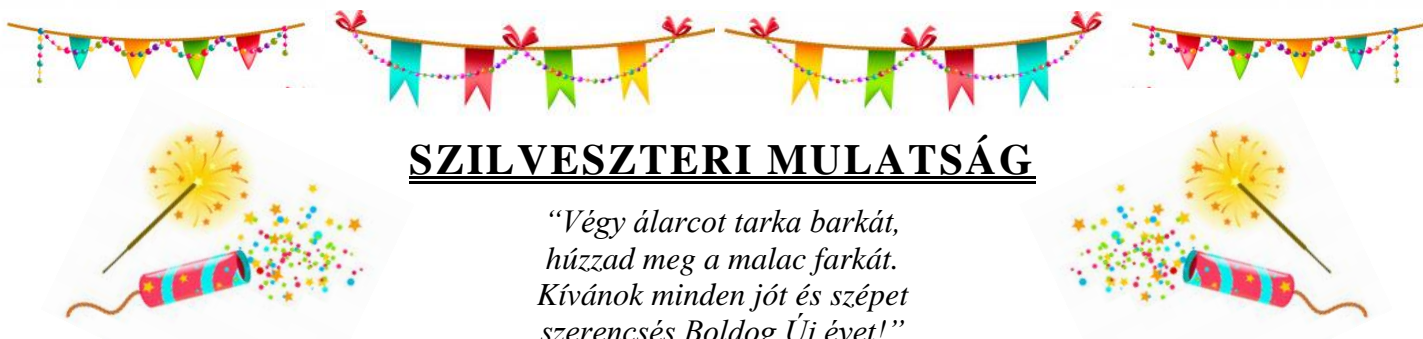 SZILVESZTERI MULATSÁG
“Végy álarcot tarka barkát,
húzzad meg a malac farkát.
Kívánok minden jót és szépet
szerencsés Boldog Új évet!”